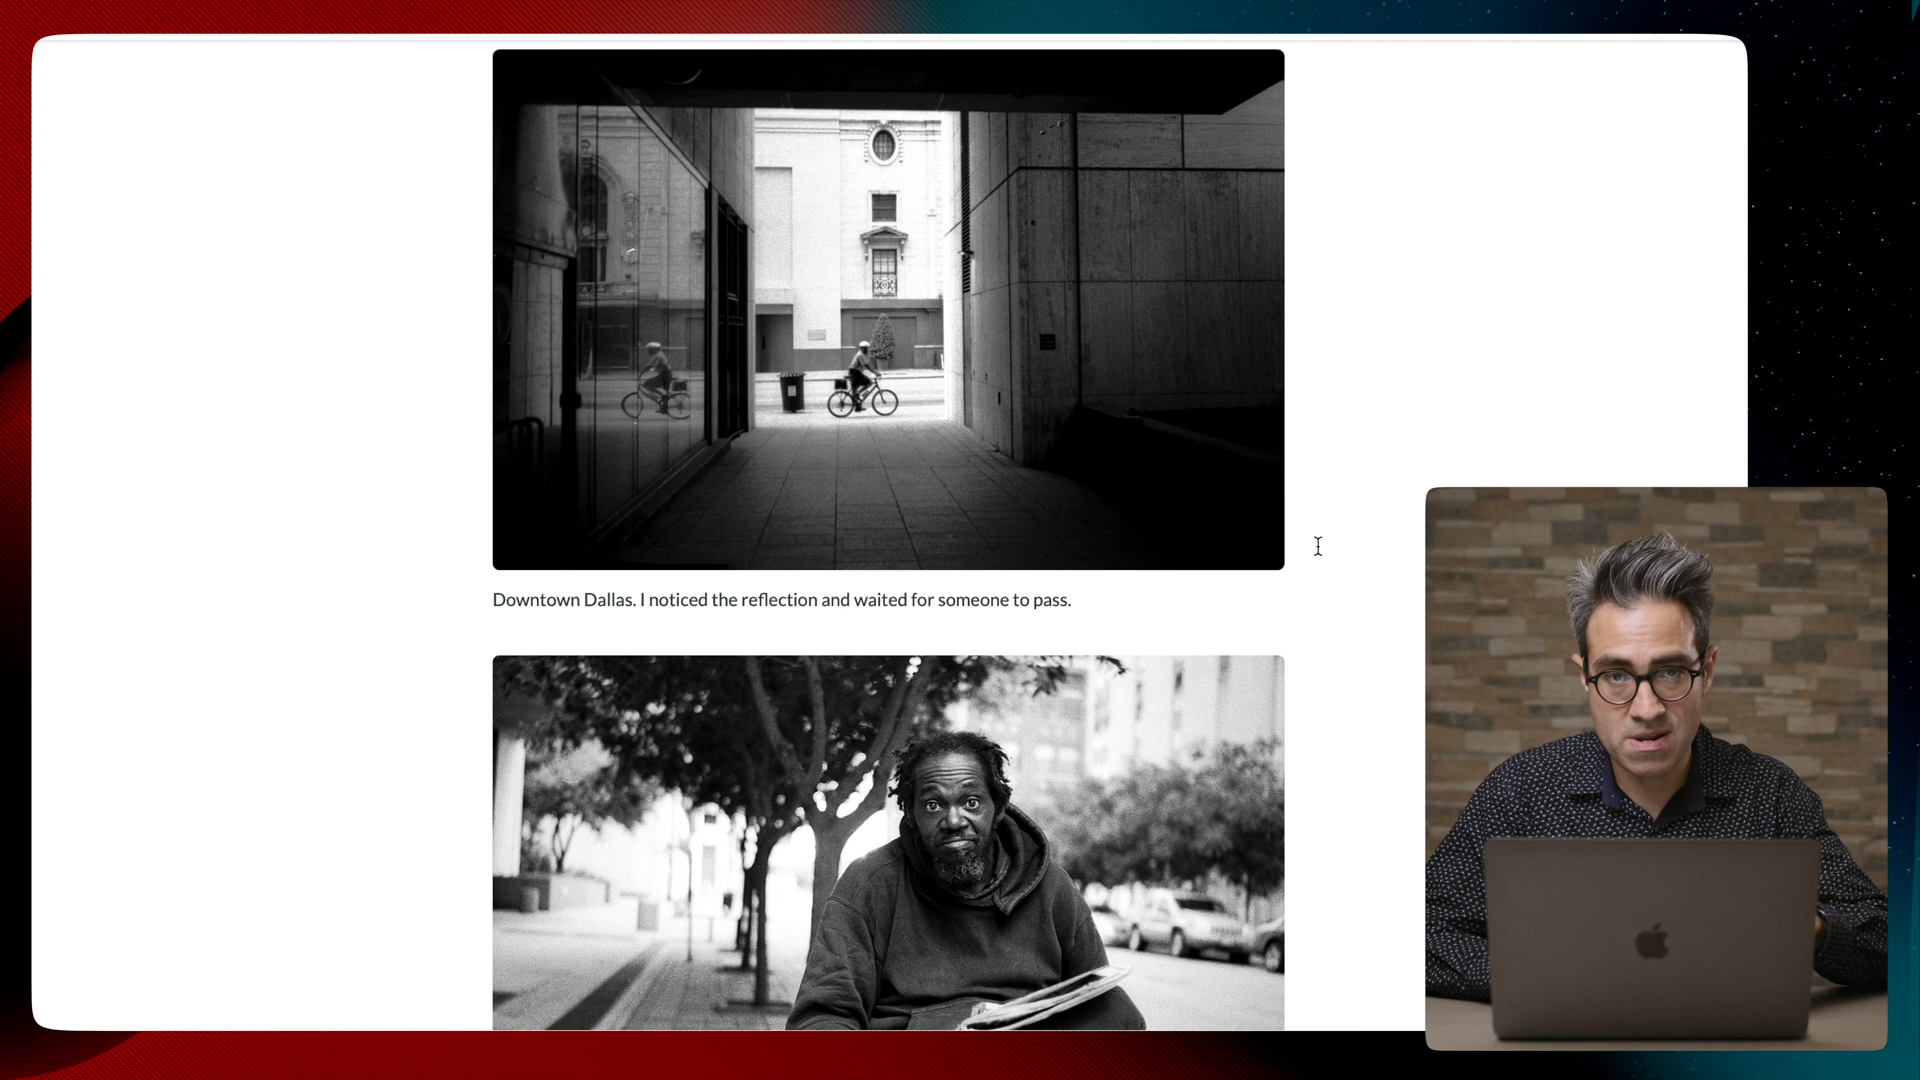 Downtown Dallas. I noticed the reflection and waited for someone to pass.